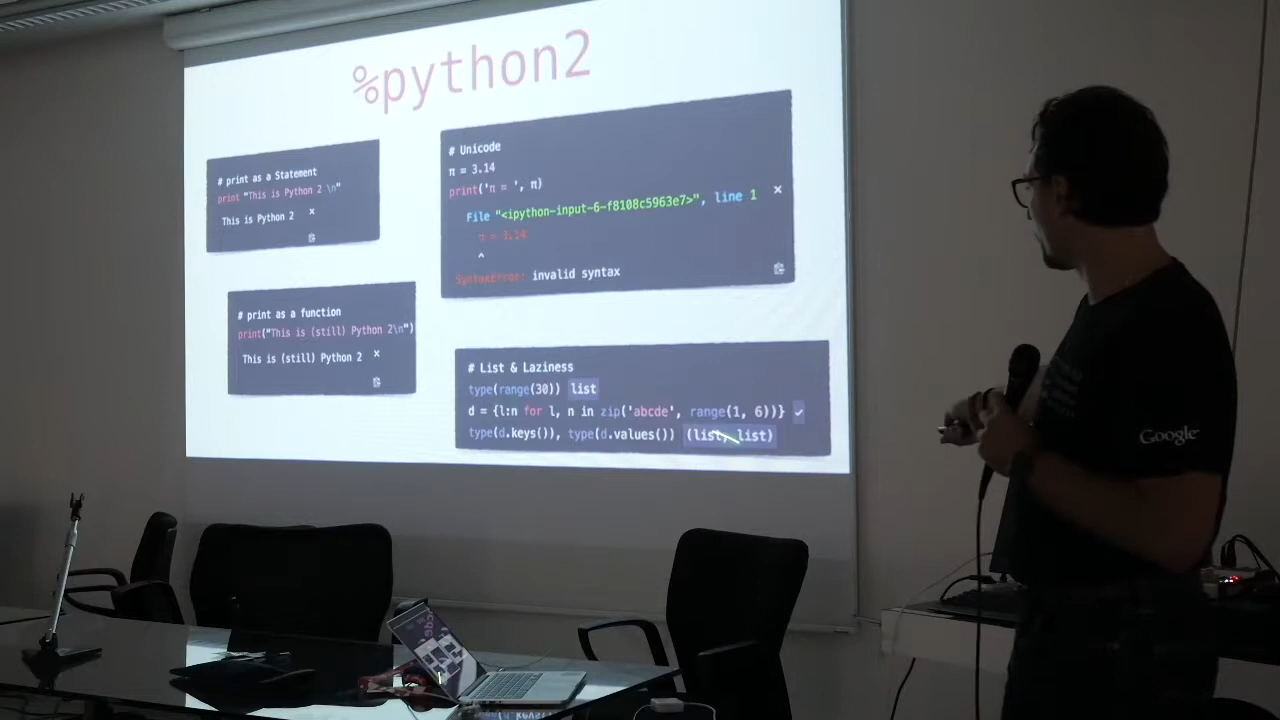 %python2
# print as a Statement
print "This is Python 2 \n"
This is Python 2
# print as a function
print("This is (still) Python 2\n")
This is (still) Python 2
# Unicode
π = 3.14
print('π = ', π)
File "<ipython-input-6-f8108c5963e7>", line 1
π = 3.14
^
SyntaxError: invalid syntax
# List & Laziness
type(range(30)) list
d = {l:n for l, n in zip('abcde', range(1, 6))}
type(d.keys()), type(d.values()) (list, list)
Google